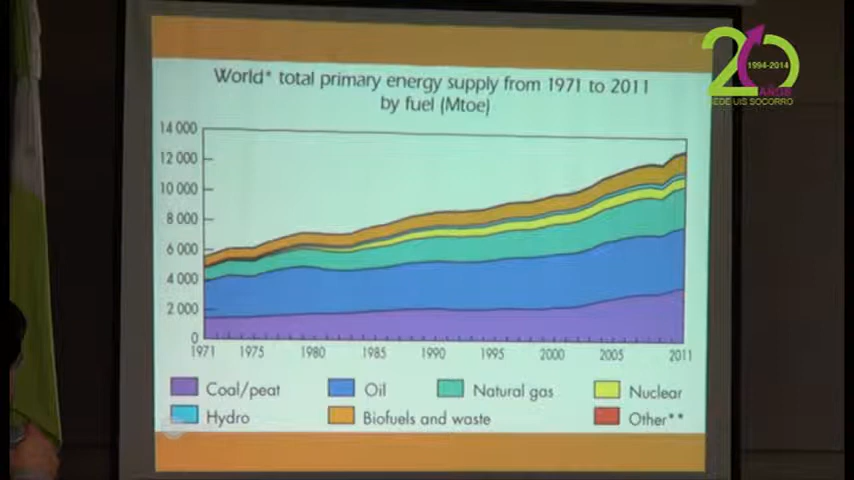 20
1994-2014
AÑOS
SEDE UIS SOCORRO
World* total primary energy supply from 1971 to 2011
by fuel (Mtoe)
14 000
12 000
10 000
8 000
6 000
4 000
2 000
0
1971 1975 1980 1985 1990 1995 2000 2005 2011
Coal/peat Oil Natural gas Nuclear
Hydro Biofuels and waste Other**